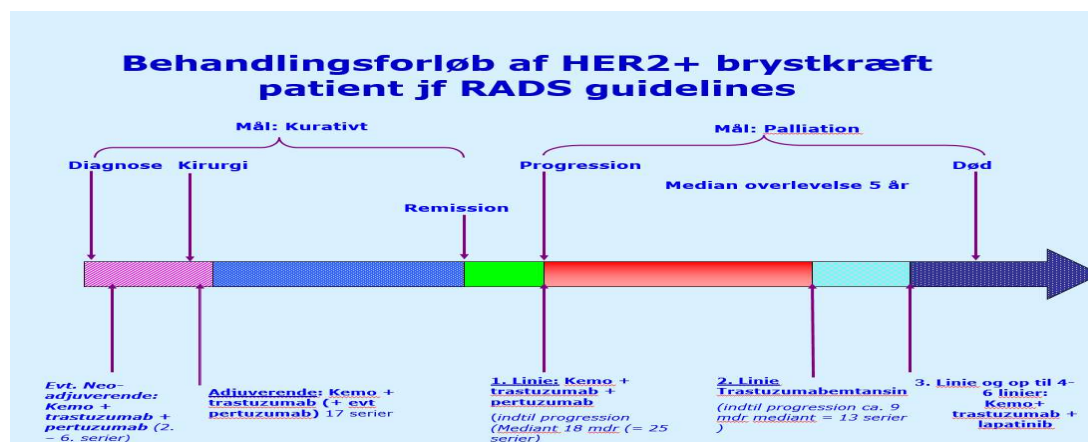 Behandlingsforløb af HER2+ brystkræft
patient jf RADS guidelines
Mål: Kurativt
Mål: Palliation
Diagnose Kirurgi
Progression
Død
Median overlevelse 5 år
Remission
Evt. Neo-
adjuverende:
Kemo +
trastuzumab +
pertuzumab (2.
– 6. serier)
Adjuverende: Kemo +
trastuzumab (+ evt
pertuzumab) 17 serier
1. Linie: Kemo +
trastuzumab +
pertuzumab
(indtil progression
(Mediant 18 mdr (= 25
serier)
2. Linie
Trastuzumabemtansin
(indtil progression ca. 9
mdr mediant = 13 serier
)
3. Linie og op til 4-
6 linier:
Kemo+
trastuzumab +
lapatinib